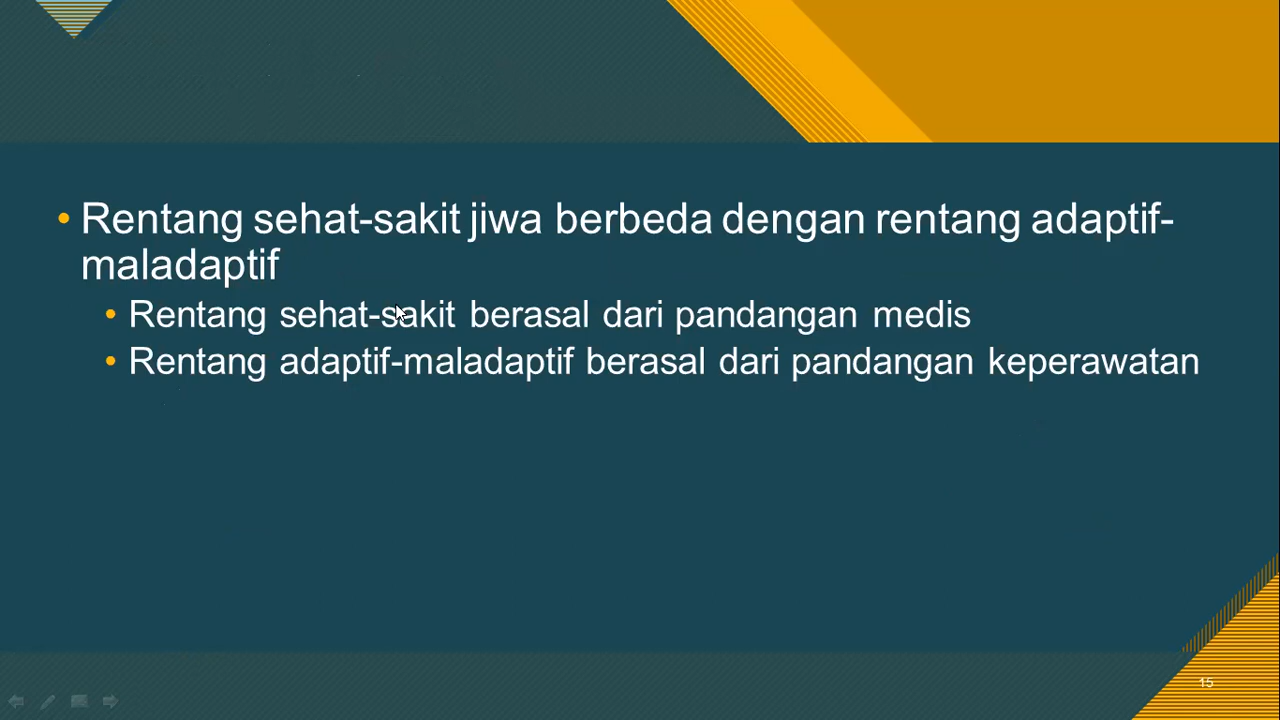 • Rentang sehat-sakit jiwa berbeda dengan rentang adaptif-
maladaptif
• Rentang sehat-sakit berasal dari pandangan medis
• Rentang adaptif-maladaptif berasal dari pandangan keperawatan
15